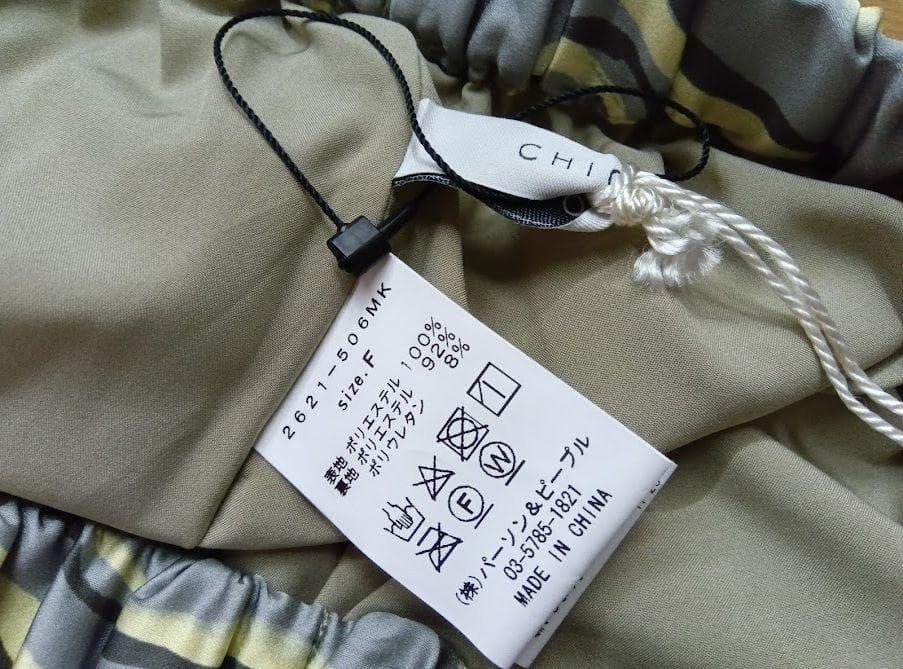 CHI
2621-506MK
size.F
表地 ポリエステル 100%
裏地 ポリエステル 92%
ポリウレタン 8%
F W
(株)パーソン&ピープル
03-5785-1821
MADE IN CHINA